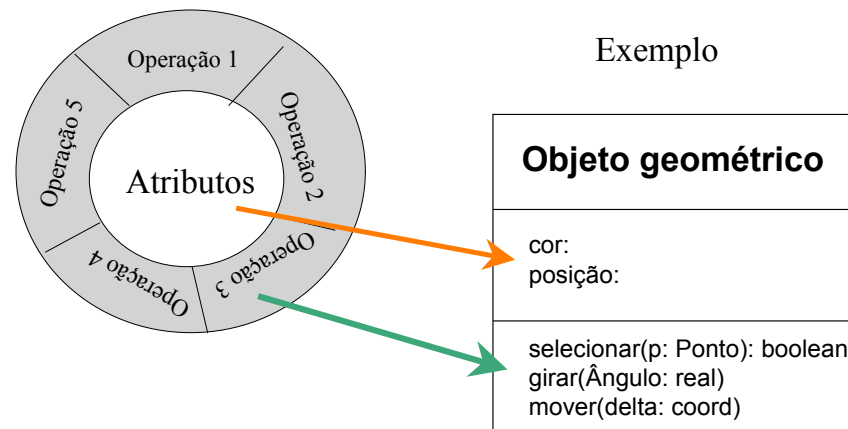 Operação 1
Operação 2
Operação 3
Operação 4
Operação 5
Atributos
Exemplo
Objeto geométrico
cor:
posição:
selecionar(p: Ponto): boolean
girar(Ângulo: real)
mover(delta: coord)